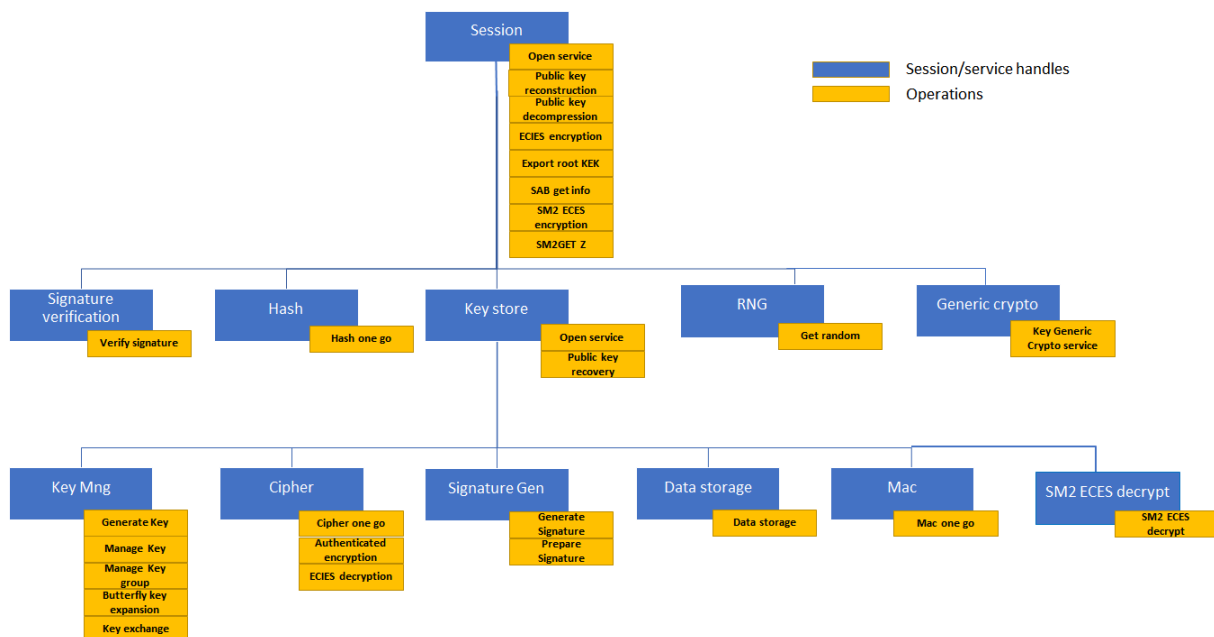 Session
Open service
Public key
reconstruction
Public key
decompression
ECIES encryption
Export root KEK
SAB get info
SM2 ECES
encryption
SM2GET Z
Session/service handles
Operations
Signature
verification
Verify signature
Hash
Hash one go
Key store
Open service
Public key
recovery
RNG
Get random
Generic crypto
Key Generic
Crypto service
Key Mng
Generate Key
Manage Key
Manage Key
group
Butterfly key
expansion
Key exchange
Cipher
Cipher one go
Authenticated
encryption
ECIES decryption
Signature Gen
Generate
Signature
Prepare
Signature
Data storage
Data storage
Mac
Mac one go
SM2 ECES decrypt
SM2 ECES
decrypt